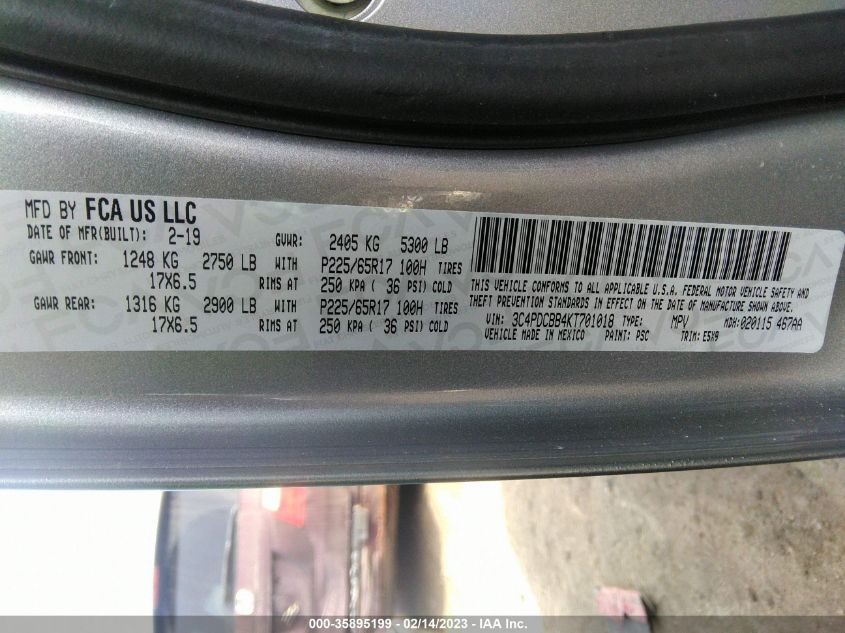 MFD BY FCA US LLC
DATE OF MFR(BUILT): 2-19 GVWR: 2405 KG 5300 LB
GAWR FRONT: 1248 KG 2750 LB WITH P225/65R17 100H TIRES
17X6.5 RIMS AT 250 KPA ( 36 PSI) COLD
GAWR REAR: 1316 KG 2900 LB WITH P225/65R17 100H TIRES
17X6.5 RIMS AT 250 KPA ( 36 PSI) COLD
THIS VEHICLE CONFORMS TO ALL APPLICABLE U.S.A. FEDERAL MOTOR VEHICLE SAFETY AND
THEFT PREVENTION STANDARDS IN EFFECT ON THE DATE OF MANUFACTURE SHOWN ABOVE.
VIN: 3C4PDCBB4KT701018 TYPE: MPV MDH:020115 467AA
VEHICLE MADE IN MEXICO PAINT: PSC TRIM: E5X9
000-35895199 - 02/14/2023 - IAA Inc.